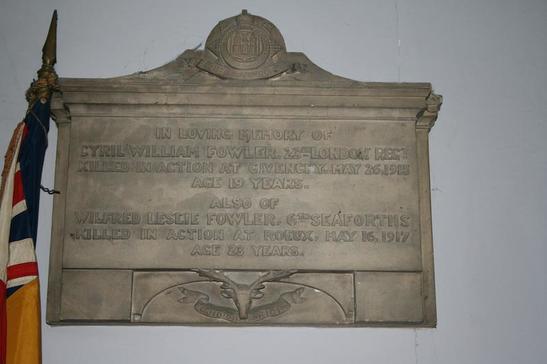 IN LOVING MEMORY OF
CYRIL WILLIAM FOWLER. 23RD LONDON REGT
KILLED IN ACTION AT GIVENCHY, MAY 26, 1915
AGE 19 YEARS.
ALSO OF
WILFRED LESLIE FOWLER, 6TH SEAFORTHS
KILLED IN ACTION AT ROEUX, MAY 16, 1917
AGE 23 YEARS.